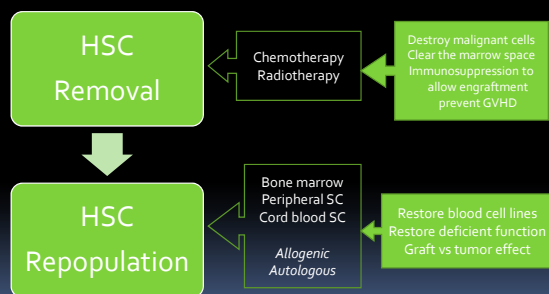 HSC
Removal
Chemotherapy
Radiotherapy
Destroy malignant cells
Clear the marrow space
Immunosuppression to
allow engraftment
prevent GVHD
HSC
Repopulation
Bone marrow
Peripheral SC
Cord blood SC
Allogenic
Autologous
Restore blood cell lines
Restore deficient function
Graft vs tumor effect